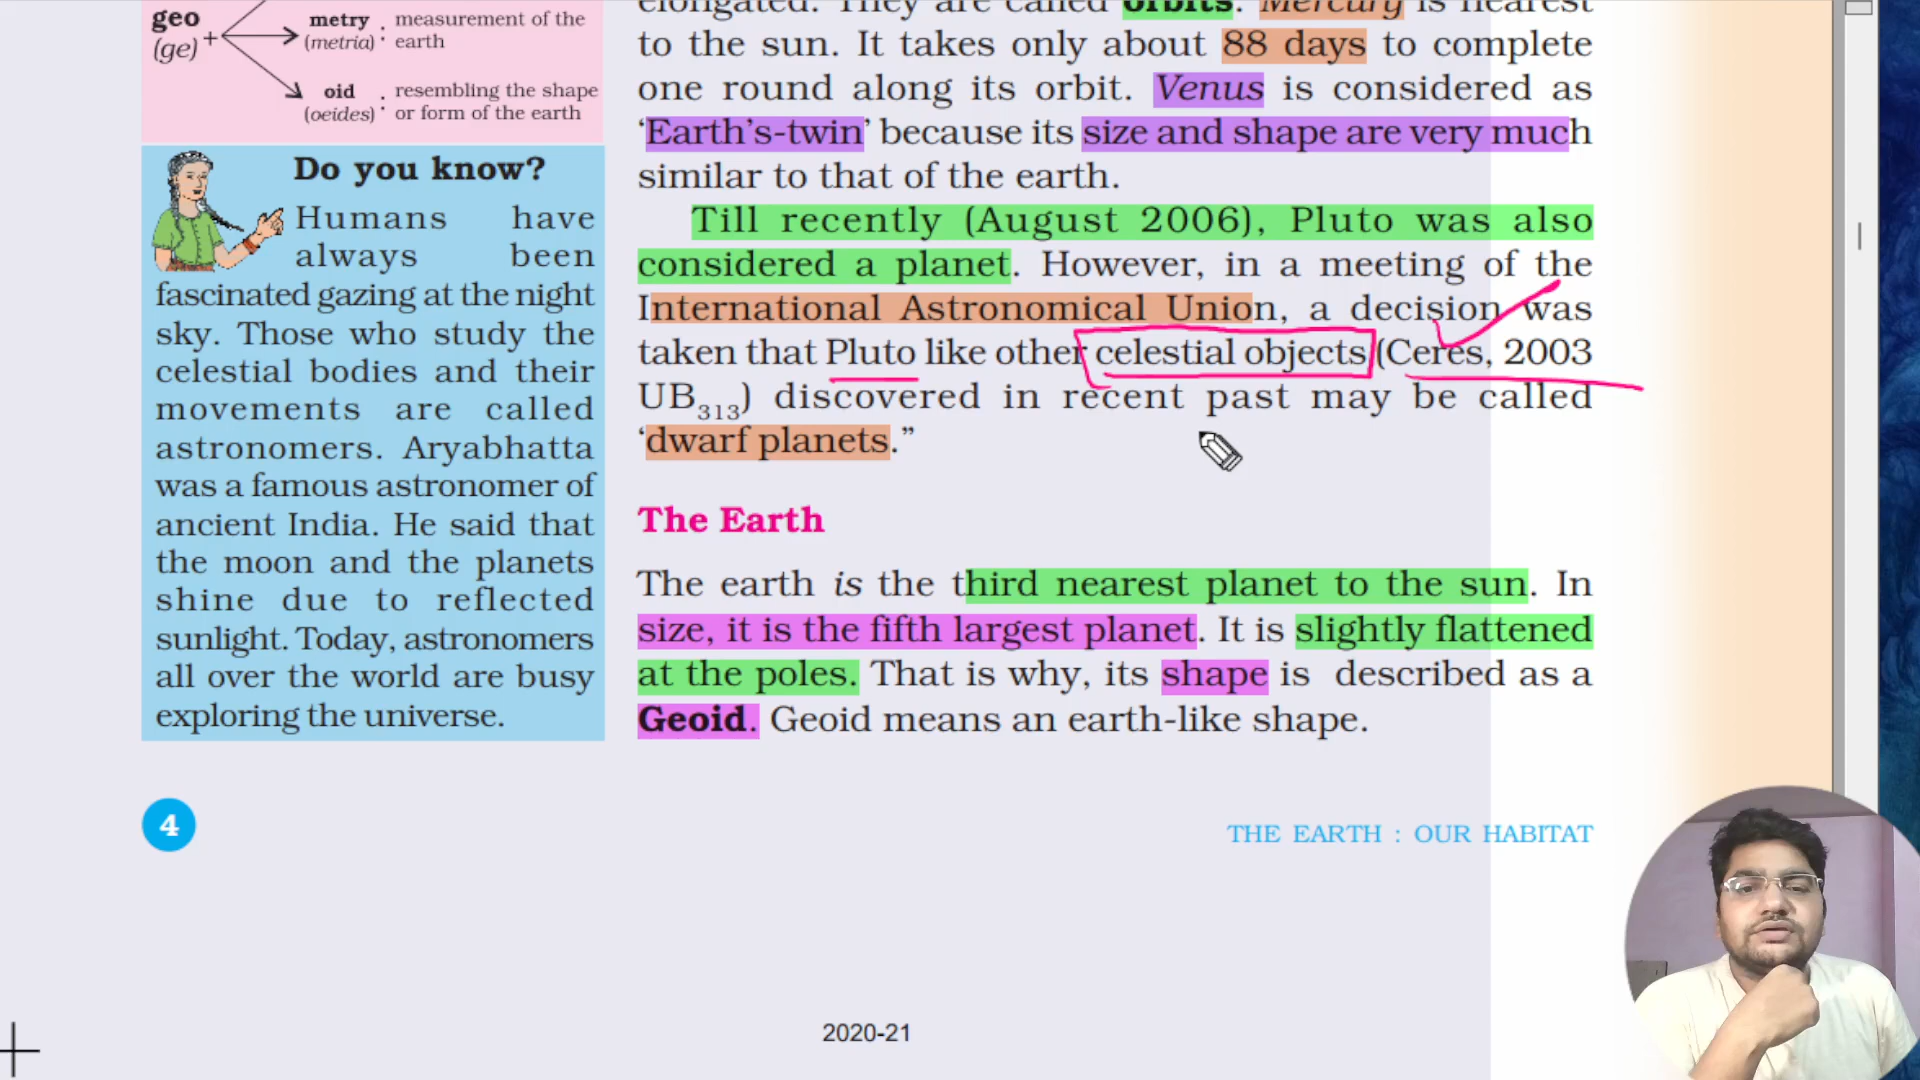 geo
(ge) +
metry : measurement of the
(metria) earth
oid : resembling the shape
(oeides) or form of the earth
Do you know?
Humans have
always been
fascinated gazing at the night
sky. Those who study the
celestial bodies and their
movements are called
astronomers. Aryabhatta
was a famous astronomer of
ancient India. He said that
the moon and the planets
shine due to reflected
sunlight. Today, astronomers
all over the world are busy
exploring the universe.
elongated. They are called orbits. Mercury is nearest
to the sun. It takes only about 88 days to complete
one round along its orbit. Venus is considered as
‘Earth’s-twin’ because its size and shape are very much
similar to that of the earth.
Till recently (August 2006), Pluto was also
considered a planet. However, in a meeting of the
International Astronomical Union, a decision was
taken that Pluto like other celestial objects (Ceres, 2003
UB313) discovered in recent past may be called
‘dwarf planets.”
The Earth
The earth is the third nearest planet to the sun. In
size, it is the fifth largest planet. It is slightly flattened
at the poles. That is why, its shape is described as a
Geoid. Geoid means an earth-like shape.
4
THE EARTH : OUR HABITAT
2020-21